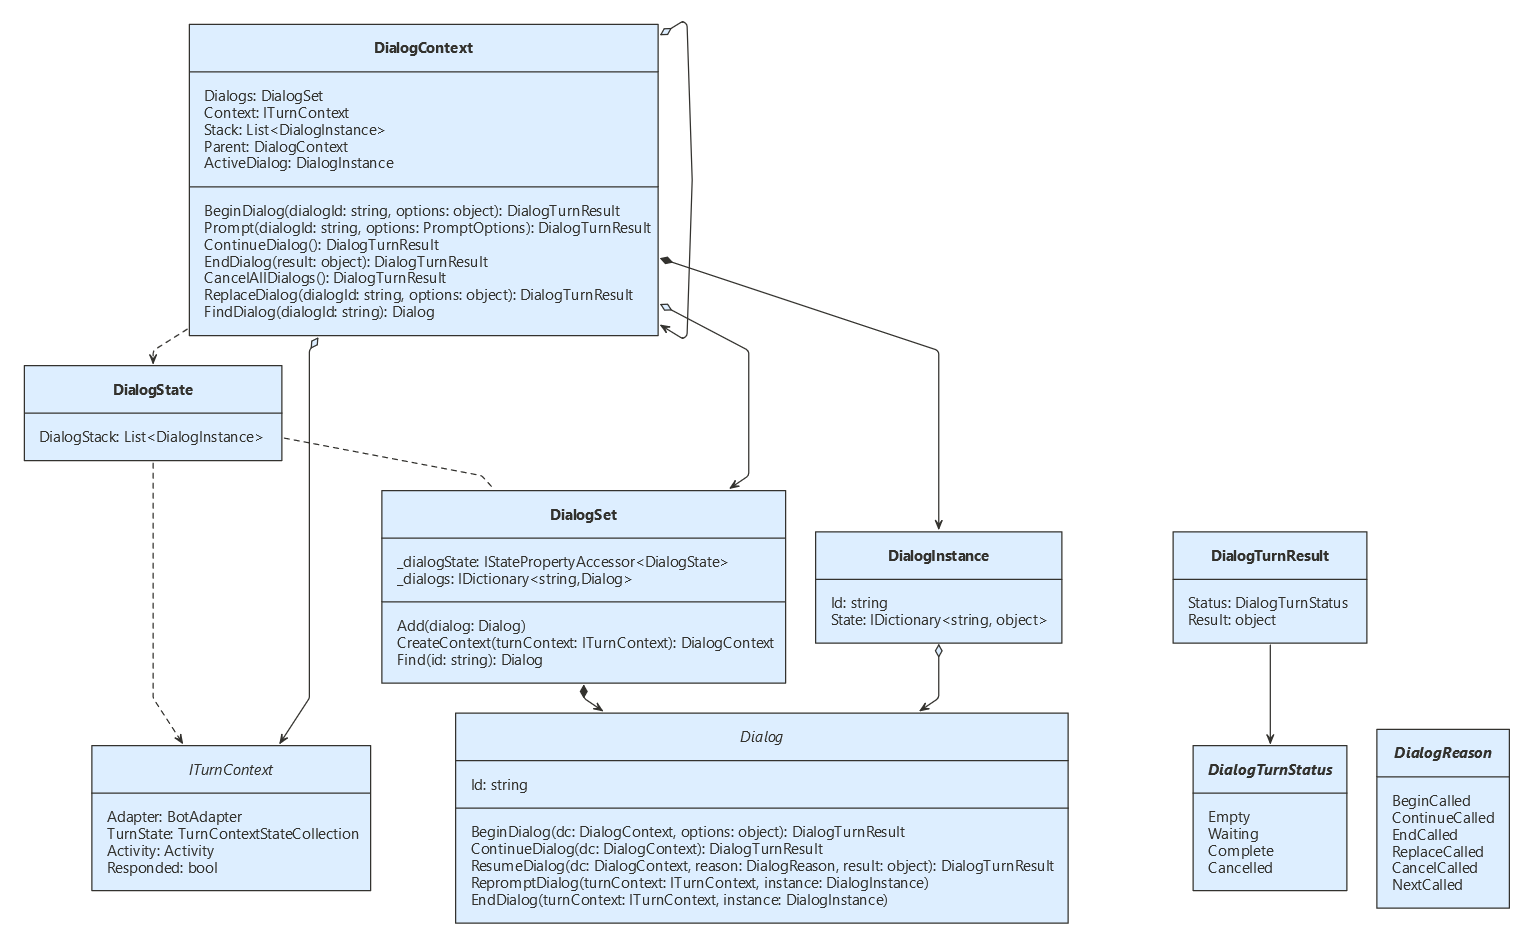 DialogContext
Dialogs: DialogSet
Context: ITurnContext
Stack: List<DialogInstance>
Parent: DialogContext
ActiveDialog: DialogInstance
BeginDialog(dialogId: string, options: object): DialogTurnResult
Prompt(dialogId: string, options: PromptOptions): DialogTurnResult
ContinueDialog(): DialogTurnResult
EndDialog(result: object): DialogTurnResult
CancelAllDialogs(): DialogTurnResult
ReplaceDialog(dialogId: string, options: object): DialogTurnResult
FindDialog(dialogId: string): Dialog
DialogState
DialogStack: List<DialogInstance>
DialogSet
_dialogState: IStatePropertyAccessor<DialogState>
_dialogs: IDictionary<string,Dialog>
Add(dialog: Dialog)
CreateContext(turnContext: ITurnContext): DialogContext
Find(id: string): Dialog
DialogInstance
Id: string
State: IDictionary<string, object>
DialogTurnResult
Status: DialogTurnStatus
Result: object
ITurnContext
Adapter: BotAdapter
TurnState: TurnContextStateCollection
Activity: Activity
Responded: bool
Dialog
Id: string
BeginDialog(dc: DialogContext, options: object): DialogTurnResult
ContinueDialog(dc: DialogContext): DialogTurnResult
ResumeDialog(dc: DialogContext, reason: DialogReason, result: object): DialogTurnResult
RepromptDialog(turnContext: ITurnContext, instance: DialogInstance)
EndDialog(turnContext: ITurnContext, instance: DialogInstance)
DialogTurnStatus
Empty
Waiting
Complete
Cancelled
DialogReason
BeginCalled
ContinueCalled
EndCalled
ReplaceCalled
CancelCalled
NextCalled